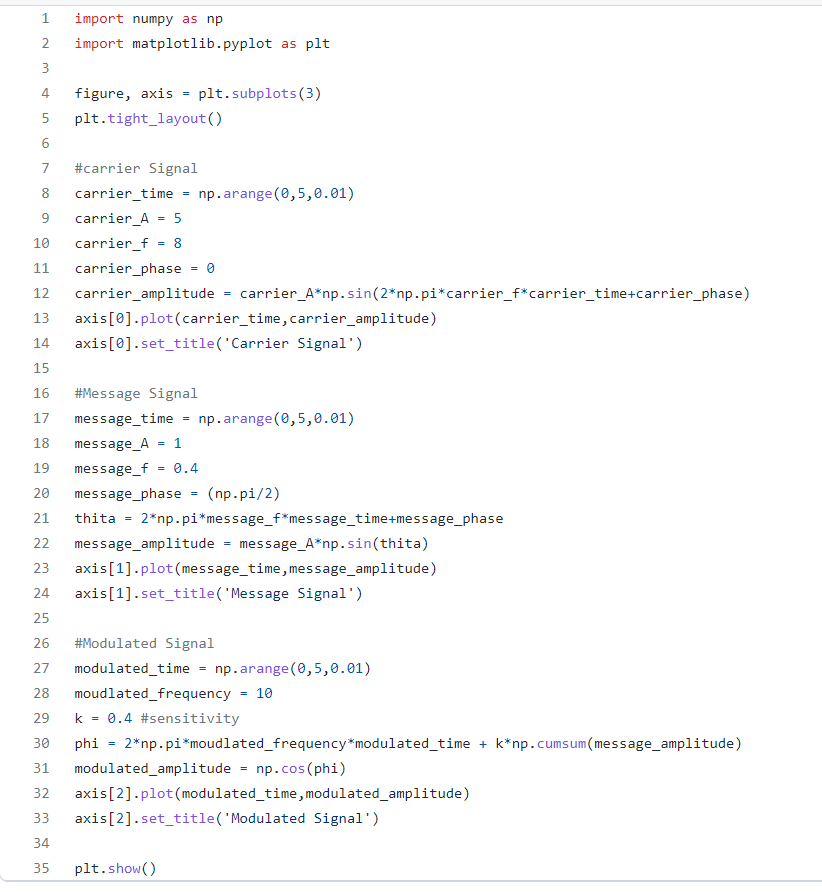 1 import numpy as np
2 import matplotlib.pyplot as plt
3
4 figure, axis = plt.subplots(3)
5 plt.tight_layout()
6
7 #carrier Signal
8 carrier_time = np.arange(0,5,0.01)
9 carrier_A = 5
10 carrier_f = 8
11 carrier_phase = 0
12 carrier_amplitude = carrier_A*np.sin(2*np.pi*carrier_f*carrier_time+carrier_phase)
13 axis[0].plot(carrier_time,carrier_amplitude)
14 axis[0].set_title('Carrier Signal')
15
16 #Message Signal
17 message_time = np.arange(0,5,0.01)
18 message_A = 1
19 message_f = 0.4
20 message_phase = (np.pi/2)
21 thita = 2*np.pi*message_f*message_time+message_phase
22 message_amplitude = message_A*np.sin(thita)
23 axis[1].plot(message_time,message_amplitude)
24 axis[1].set_title('Message Signal')
25
26 #Modulated Signal
27 modulated_time = np.arange(0,5,0.01)
28 moudlated_frequency = 10
29 k = 0.4 #sensitivity
30 phi = 2*np.pi*moudlated_frequency*modulated_time + k*np.cumsum(message_amplitude)
31 modulated_amplitude = np.cos(phi)
32 axis[2].plot(modulated_time,modulated_amplitude)
33 axis[2].set_title('Modulated Signal')
34
35 plt.show()